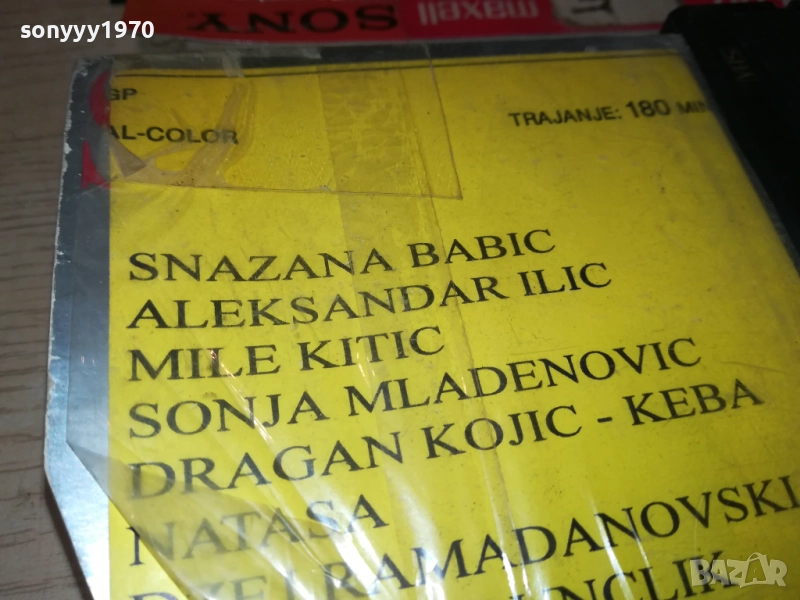 sonyyy1970
SONY
maxell
GP
AL-COLOR
TRAJANJE: 180 MIN
SNAZANA BABIC
ALEKSANDAR ILIC
MILE KITIC
SONJA MLADENOVIC
DRAGAN KOJIC - KEBA
NATASA
RAMADANOVSKI
BAZAR